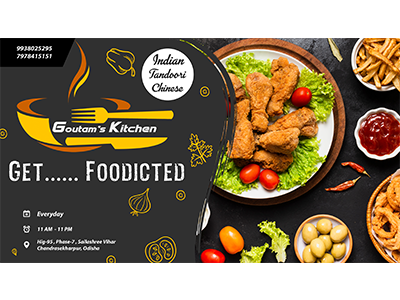 9938025295
7978415151
Indian
Tandoori
Chinese
Goutam's Kitchen
Get...... Foodicted
Everyday
11 AM - 11 PM
Hig-95, Phase-7, Sailashree Vihar
Chandrasekharpur, Odisha